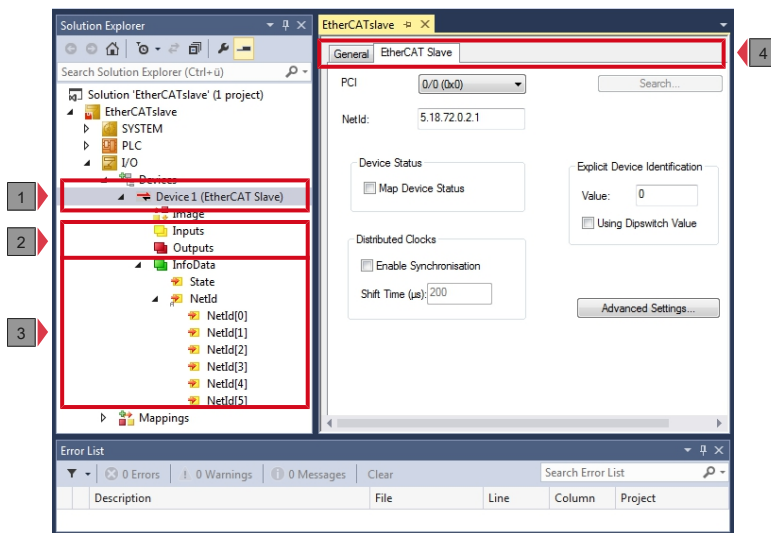 Solution Explorer
Search Solution Explorer (Ctrl+ü)
Solution 'EtherCATslave' (1 project)
EtherCATslave
SYSTEM
PLC
I/O
Devices
Device 1 (EtherCAT Slave)
Image
Inputs
Outputs
InfoData
State
NetId
NetId[0]
NetId[1]
NetId[2]
NetId[3]
NetId[4]
NetId[5]
Mappings
1
2
3
EtherCATslave
General EtherCAT Slave
4
PCI 0/0 (0x0) Search...
NetId: 5.18.72.0.2.1
Device Status
Map Device Status
Explicit Device Identification
Value: 0
Using Dipswitch Value
Distributed Clocks
Enable Synchronisation
Shift Time (µs): 200
Advanced Settings...
Error List
0 Errors 0 Warnings 0 Messages Clear Search Error List
Description File Line Column Project